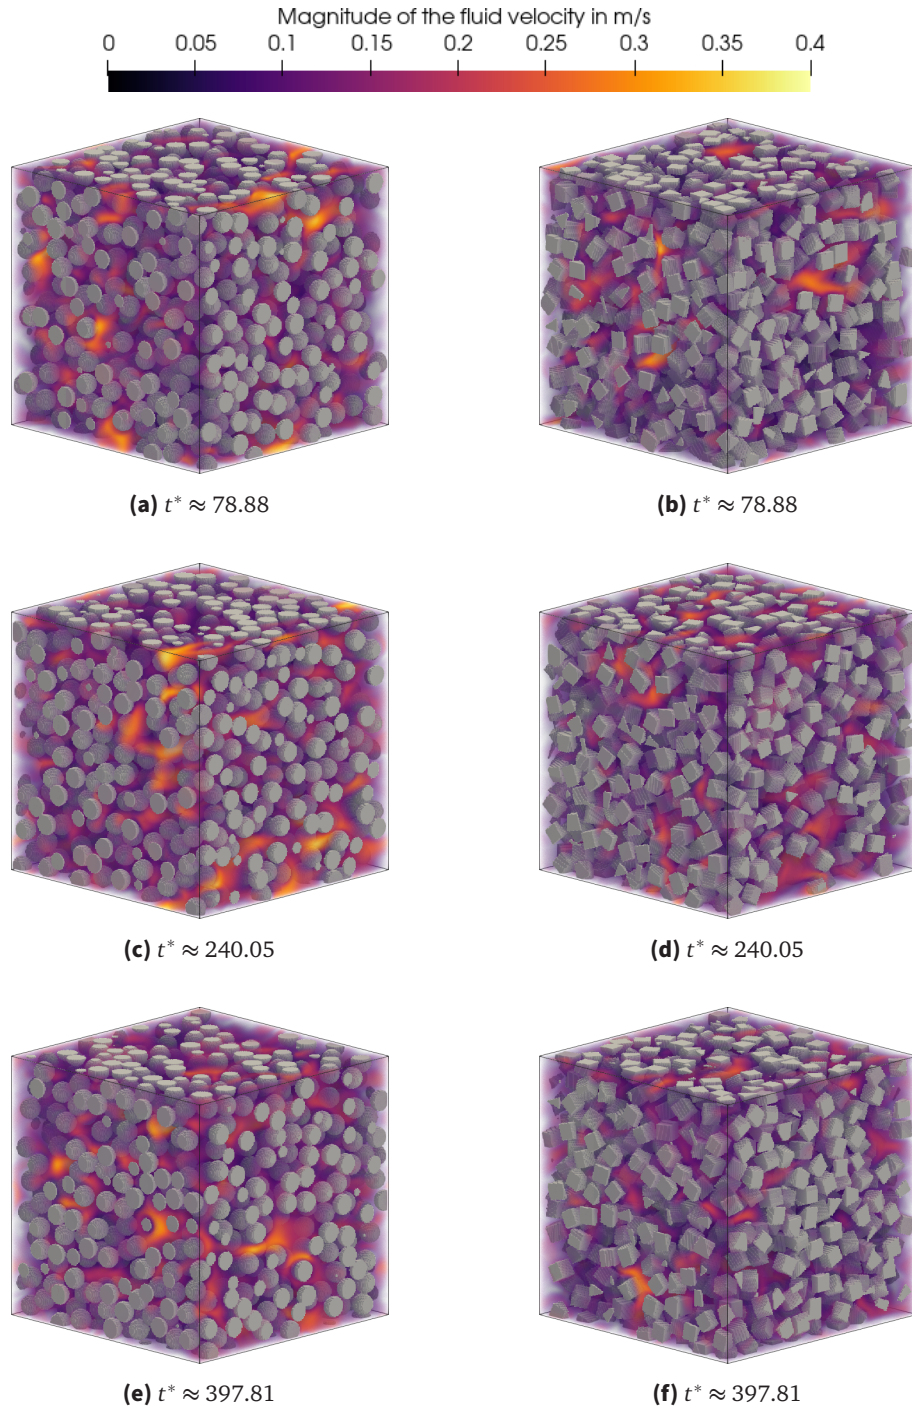 Magnitude of the fluid velocity in m/s
0 0.05 0.1 0.15 0.2 0.25 0.3 0.35 0.4
(a) t* ≈ 78.88
(b) t* ≈ 78.88
(c) t* ≈ 240.05
(d) t* ≈ 240.05
(e) t* ≈ 397.81
(f) t* ≈ 397.81